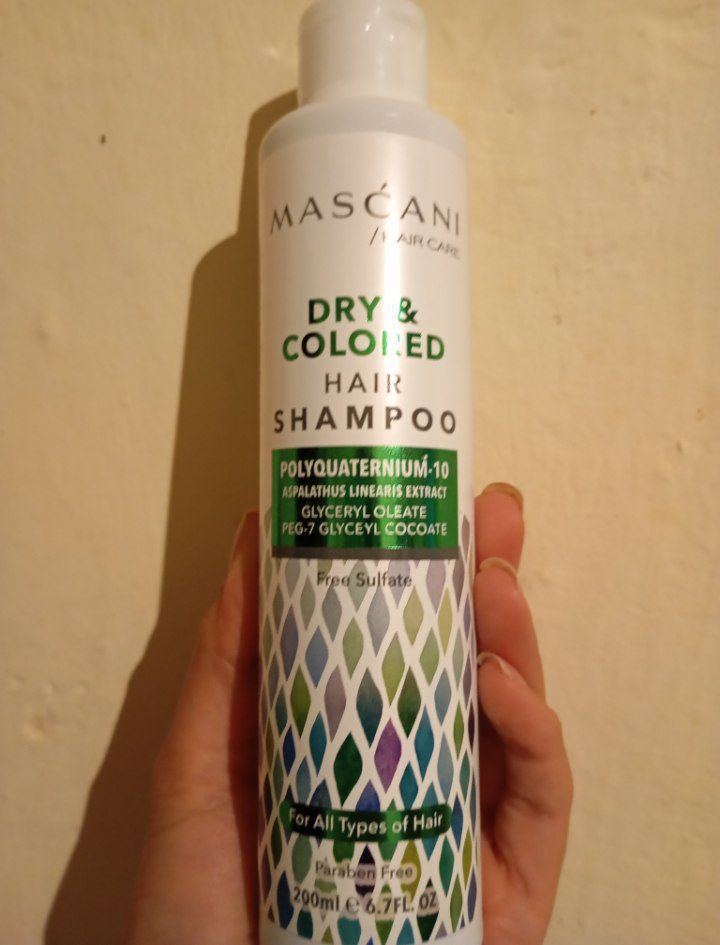 MASĆANI
/HAIR CARE
DRY &
COLORED
HAIR
SHAMPOO
POLYQUATERNIUM-10
ASPALATHUS LINEARIS EXTRACT
GLYCERYL OLEATE
PEG-7 GLYCEYL COCOATE
Free Sulfate
For All Types of Hair
Paraben Free
200ml e 6.7FL. OZ